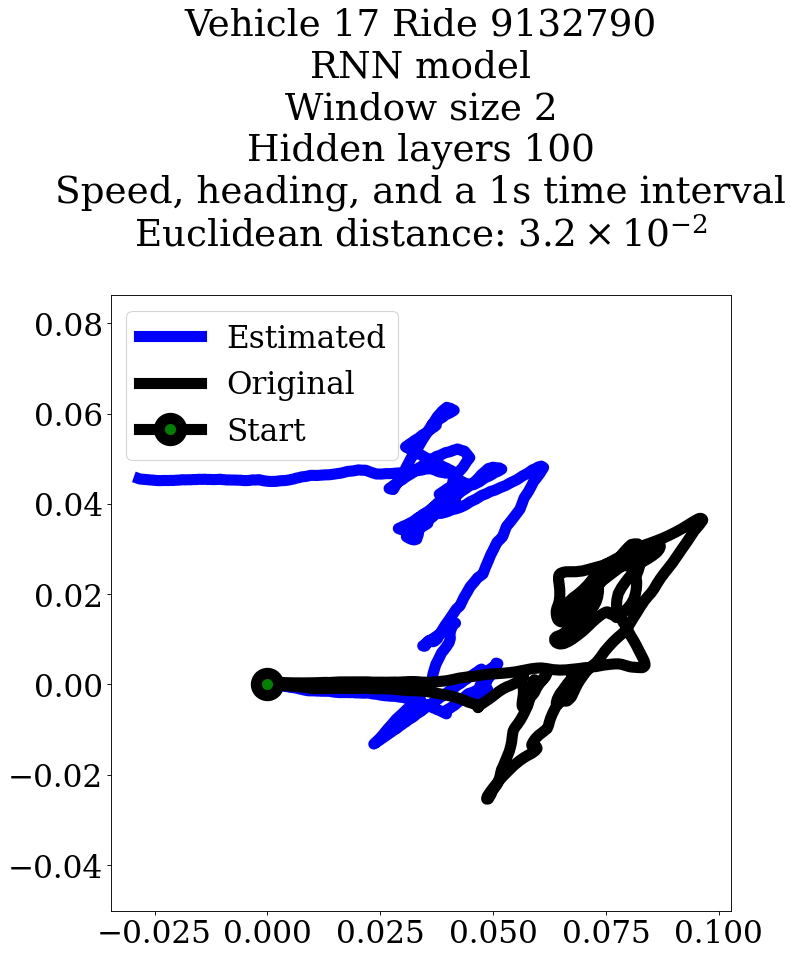 Vehicle 17 Ride 9132790
RNN model
Window size 2
Hidden layers 100
Speed, heading, and a 1s time interval
Euclidean distance: 3.2 × 10⁻²
Estimated
Original
Start
0.08
0.06
0.04
0.02
0.00
−0.02
−0.04
−0.025 0.000 0.025 0.050 0.075 0.100